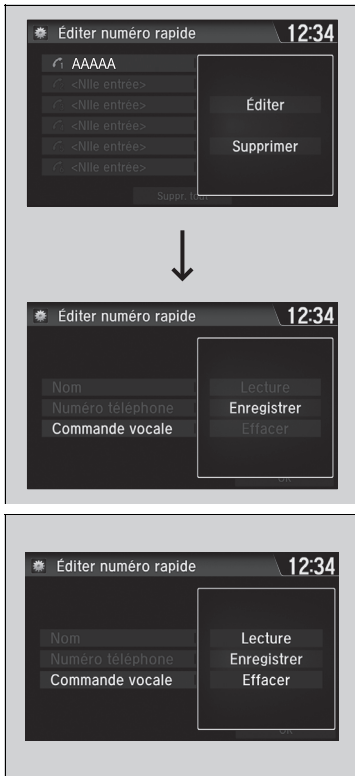 Éditer numéro rapide 12:34
AAAAA
<Nlle entrée>
<Nlle entrée>
<Nlle entrée>
<Nlle entrée>
<Nlle entrée>
Éditer
Supprimer
Suppr. tout
Éditer numéro rapide 12:34
Nom
Numéro téléphone
Commande vocale
Lecture
Enregistrer
Effacer
OK
Éditer numéro rapide 12:34
Nom
Numéro téléphone
Commande vocale
Lecture
Enregistrer
Effacer
OK